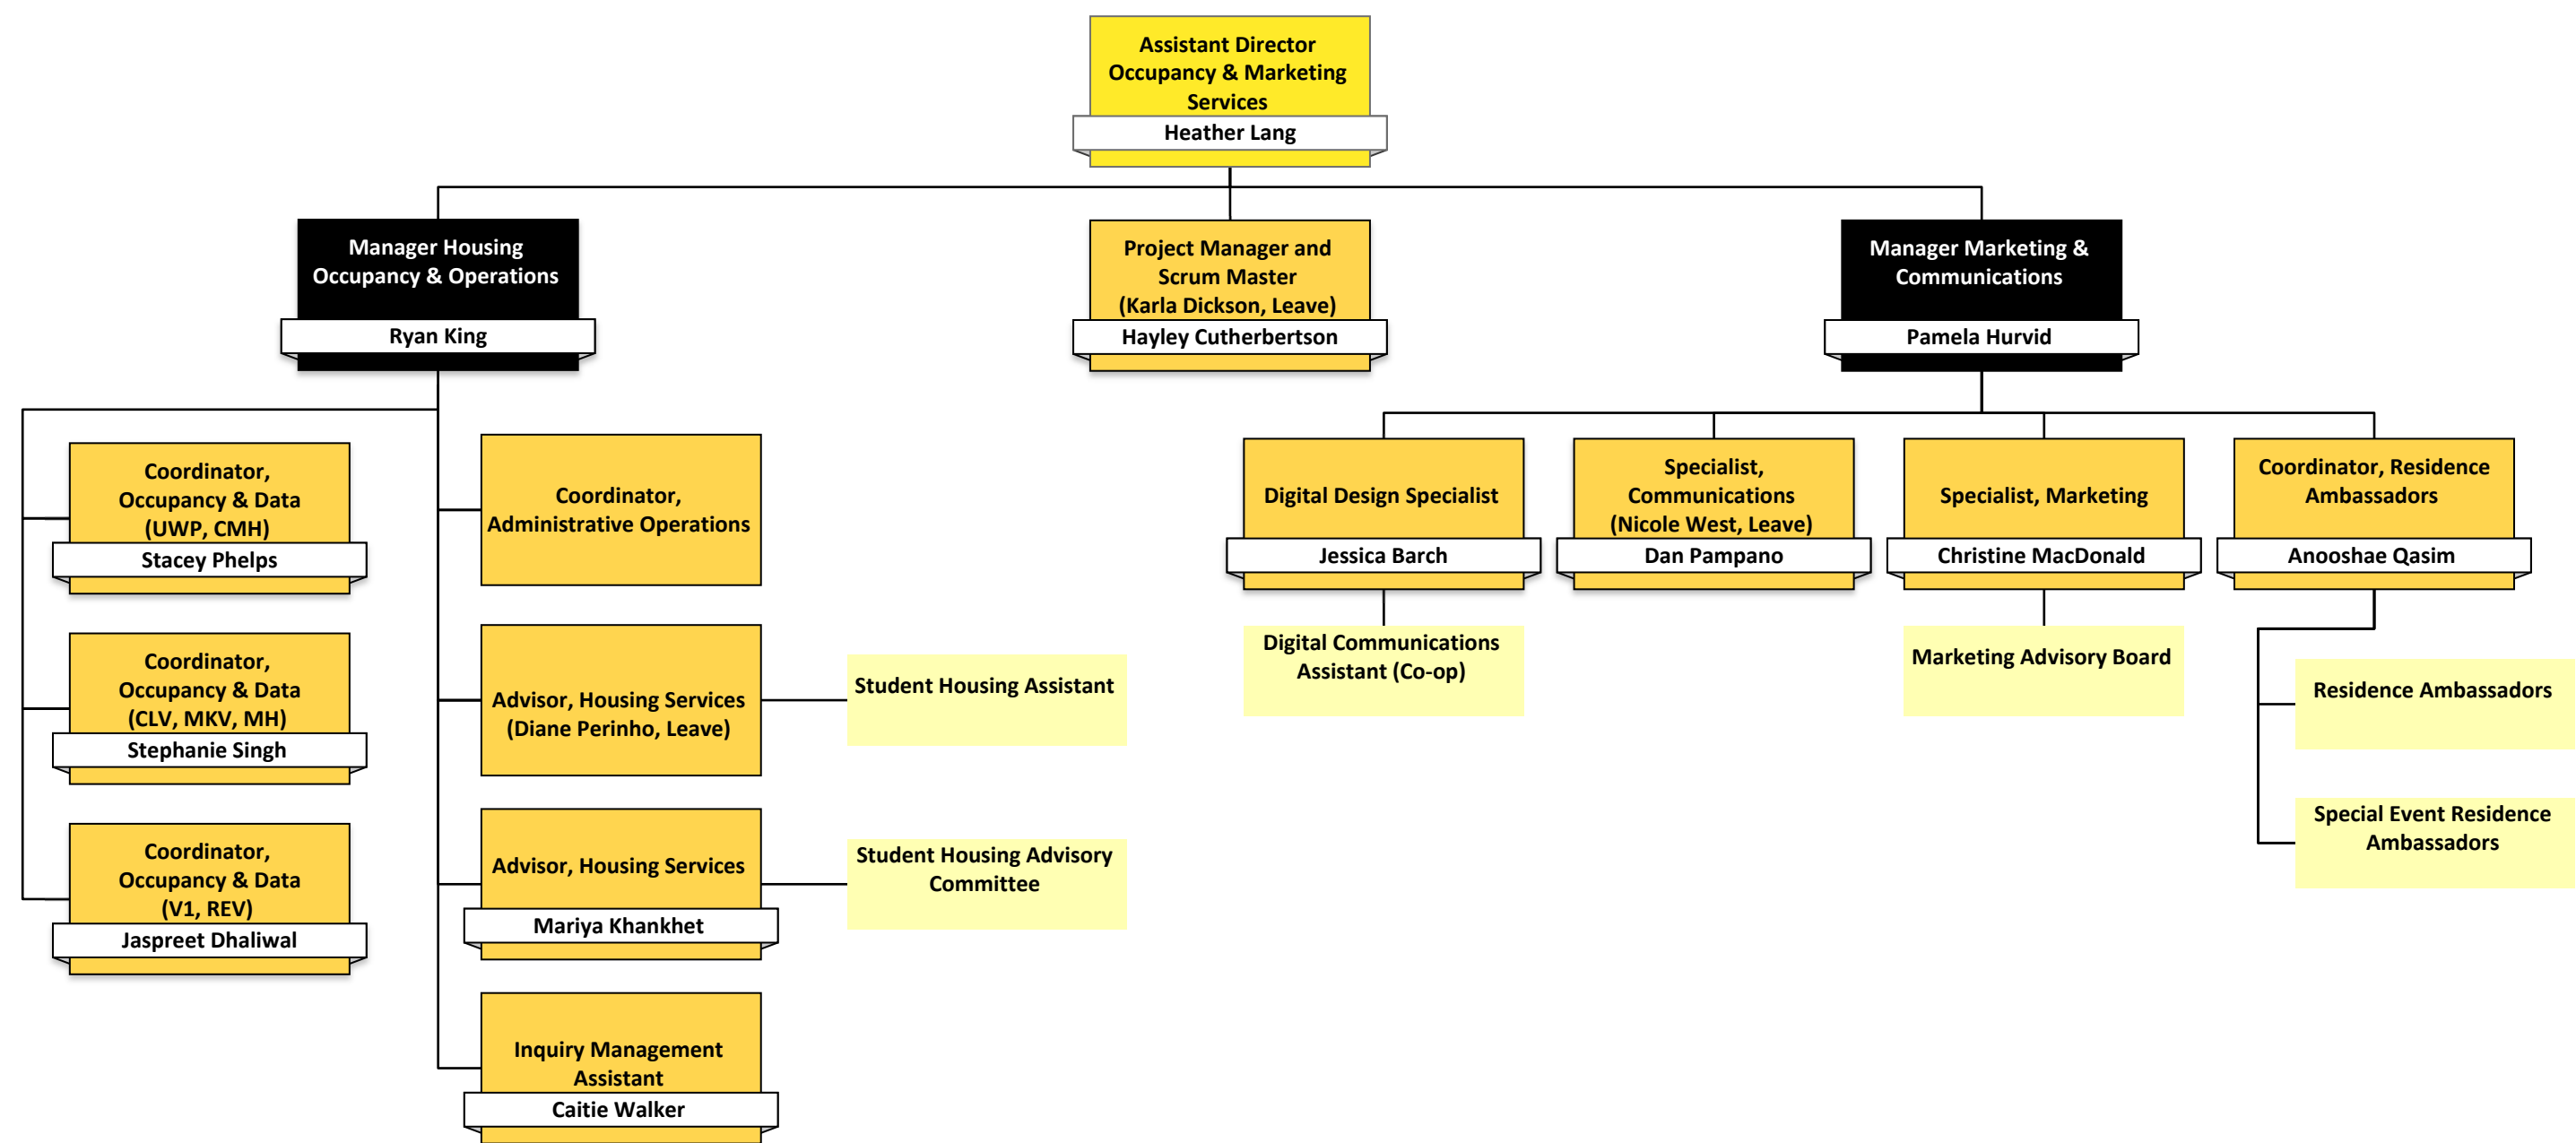 Assistant Director
Occupancy & Marketing
Services
Heather Lang
Manager Housing
Occupancy & Operations
Ryan King
Project Manager and
Scrum Master
(Karla Dickson, Leave)
Hayley Cutherbertson
Manager Marketing &
Communications
Pamela Hurvid
Coordinator,
Occupancy & Data
(UWP, CMH)
Stacey Phelps
Coordinator,
Occupancy & Data
(CLV, MKV, MH)
Stephanie Singh
Coordinator,
Occupancy & Data
(V1, REV)
Jaspreet Dhaliwal
Coordinator,
Administrative Operations
Advisor, Housing Services
(Diane Perinho, Leave)
Student Housing Assistant
Advisor, Housing Services
Mariya Khankhet
Student Housing Advisory
Committee
Inquiry Management
Assistant
Caitie Walker
Digital Design Specialist
Jessica Barch
Digital Communications
Assistant (Co-op)
Specialist,
Communications
(Nicole West, Leave)
Dan Pampano
Specialist, Marketing
Christine MacDonald
Marketing Advisory Board
Coordinator, Residence
Ambassadors
Anooshae Qasim
Residence Ambassadors
Special Event Residence
Ambassadors